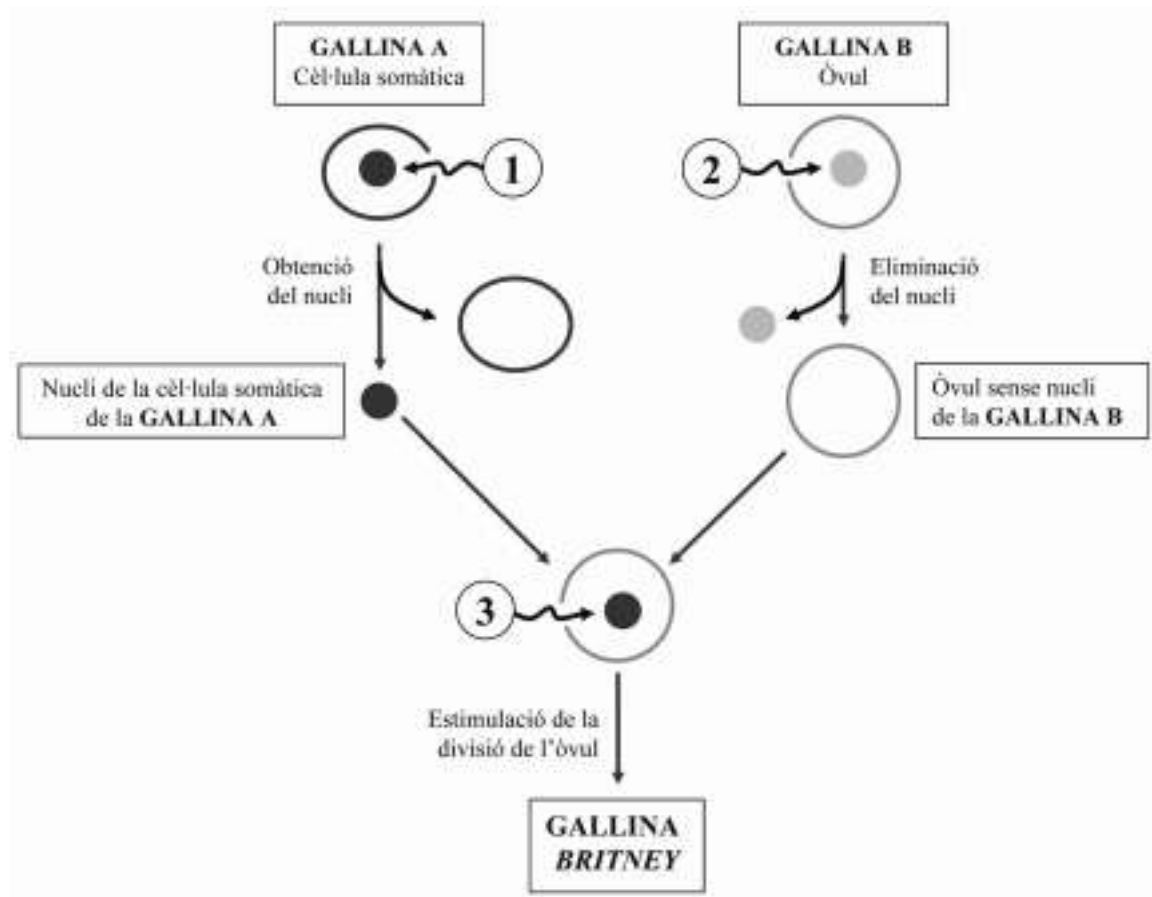 GALLINA A
Cèl·lula somàtica
GALLINA B
Òvul
1
2
Obtenció
del nucli
Eliminació
del nucli
Nucli de la cèl·lula somàtica
de la GALLINA A
Òvul sense nucli
de la GALLINA B
3
Estimulació de la
divisió de l'òvul
GALLINA
BRITNEY